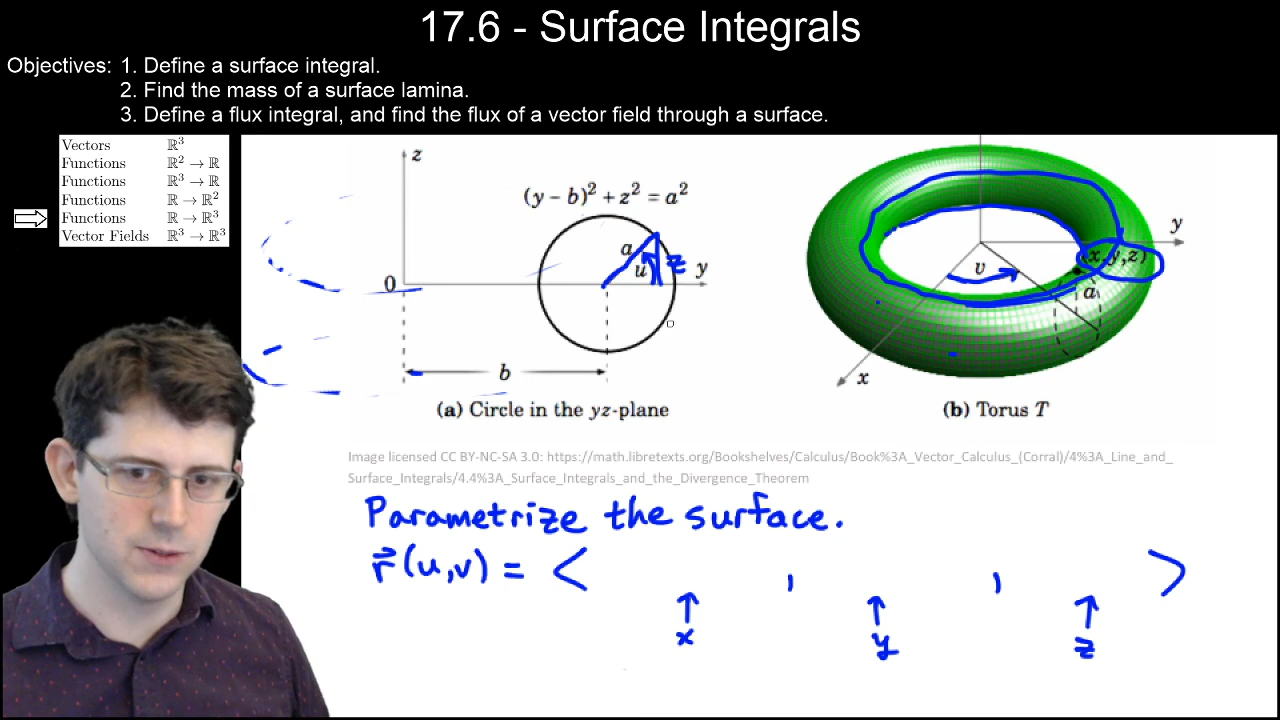 17.6 - Surface Integrals
Objectives: 1. Define a surface integral.
2. Find the mass of a surface lamina.
3. Define a flux integral, and find the flux of a vector field through a surface.
Vectors ℝ³
Functions ℝ² → ℝ
Functions ℝ³ → ℝ
Functions ℝ → ℝ²
Functions ℝ → ℝ³
Vector Fields ℝ³ → ℝ³
z
(y − b)² + z² = a²
a
u
z
y
0
b
(a) Circle in the yz-plane
y
(x,y,z)
v
a
x
(b) Torus T
Image licensed CC BY-NC-SA 3.0: https://math.libretexts.org/Bookshelves/Calculus/Book%3A_Vector_Calculus_(Corral)/4%3A_Line_and_
Surface_Integrals/4.4%3A_Surface_Integrals_and_the_Divergence_Theorem
Parametrize the surface.
r⃗(u,v) = < , , >
↑ ↑ ↑
x y z